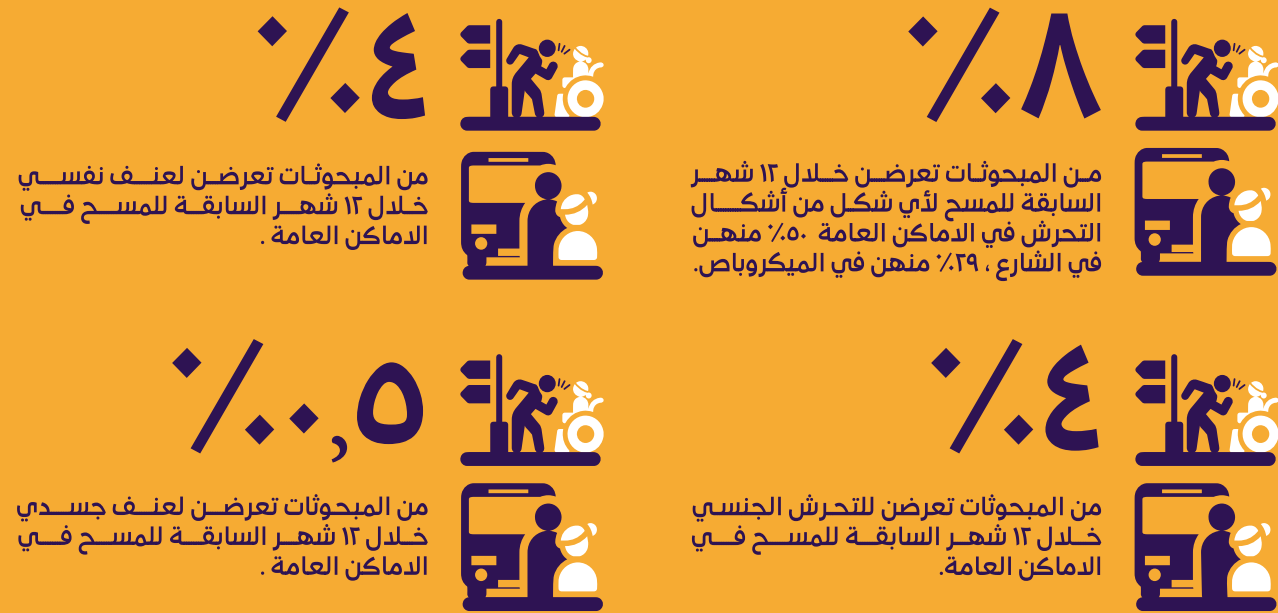 ٪٨
من المبحوثات تعرضن خلال ١٢ شهر
السابقة للمسح لأي شكل من أشكال
التحرش في الاماكن العامة ٥٠٪ منهن
في الشارع ، ٢٩٪ منهن في الميكروباص.
٪٤
من المبحوثات تعرضن لعنف نفسي
خلال ١٢ شهر السابقة للمسح في
الاماكن العامة .
٪٤
من المبحوثات تعرضن للتحرش الجنسي
خلال ١٢ شهر السابقة للمسح في
الاماكن العامة.
٪٠,٥
من المبحوثات تعرضن لعنف جسدي
خلال ١٢ شهر السابقة للمسح في
الاماكن العامة .